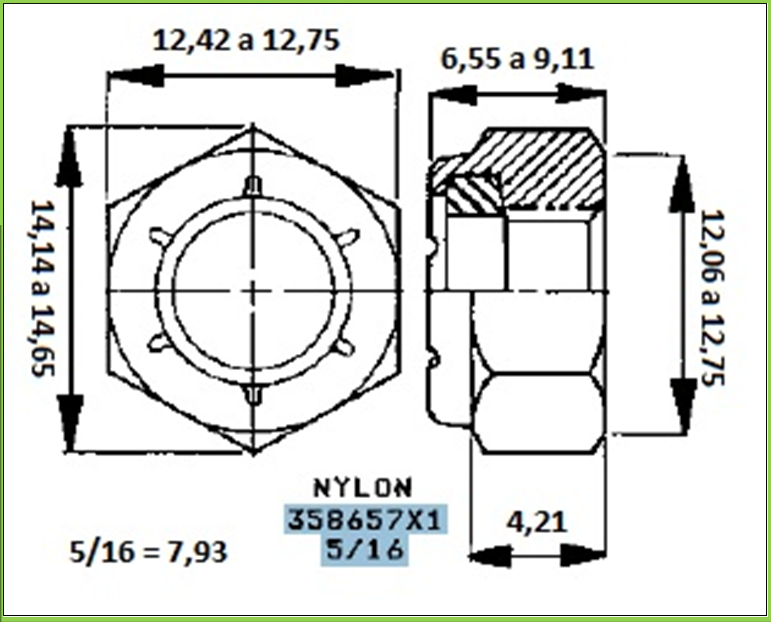 12,42 a 12,75
6,55 a 9,11
14,14 a 14,65
12,06 a 12,75
NYLON
358657X1
5/16
4,21
5/16 = 7,93